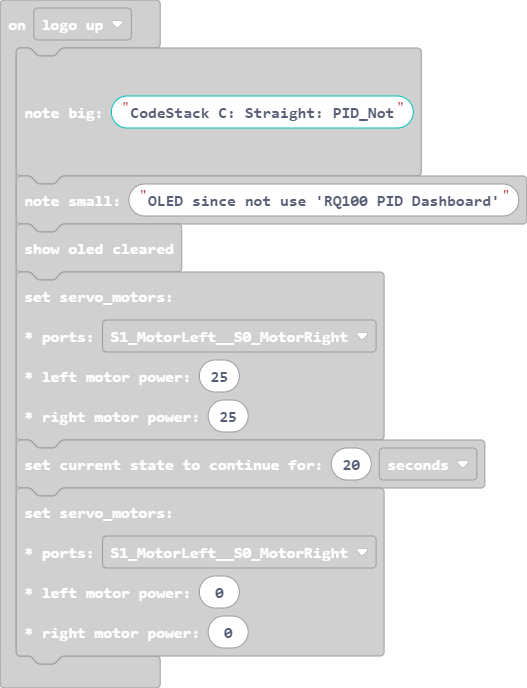 on logo up
note big: "CodeStack C: Straight: PID_Not"
note small: "OLED since not use 'RQ100 PID Dashboard'"
show oled cleared
set servo_motors:
* ports: S1_MotorLeft__S0_MotorRight
* left motor power: 25
* right motor power: 25
set current state to continue for: 20 seconds
set servo_motors:
* ports: S1_MotorLeft__S0_MotorRight
* left motor power: 0
* right motor power: 0